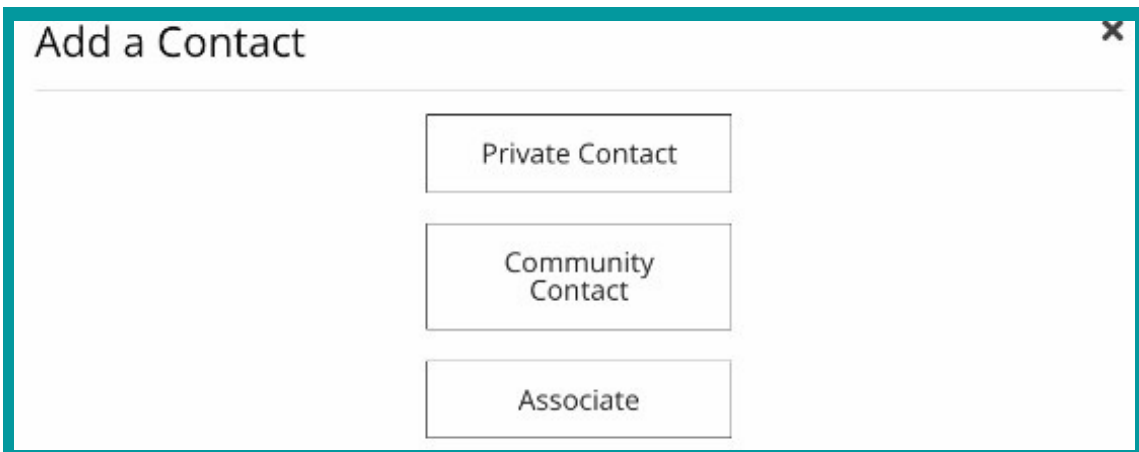 Add a Contact
Private Contact
Community
Contact
Associate